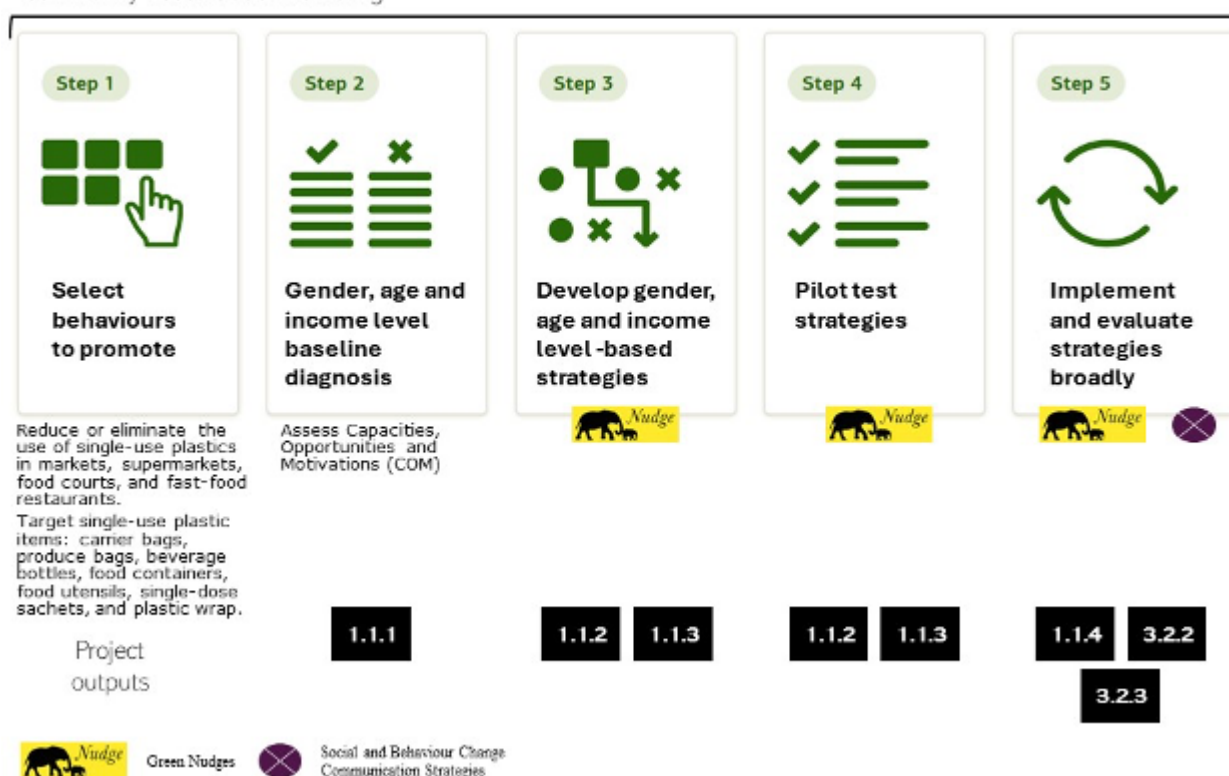 Step 1
Step 2
Step 3
Step 4
Step 5
Select
behaviours
to promote
Gender, age and
income level
baseline
diagnosis
Develop gender,
age and income
level -based
strategies
Pilot test
strategies
Implement
and evaluate
strategies
broadly
Nudge
Nudge
Nudge
Reduce or eliminate the
use of single-use plastics
in markets, supermarkets,
food courts, and fast-food
restaurants.
Target single-use plastic
items: carrier bags,
produce bags, beverage
bottles, food containers,
food utensils, single-dose
sachets, and plastic wrap.
Assess Capacities,
Opportunities and
Motivations (COM)
Project
outputs
1.1.1
1.1.2
1.1.3
1.1.2
1.1.3
1.1.4
3.2.2
3.2.3
Nudge
Green Nudges
Social and Behaviour Change
Communication Strategies